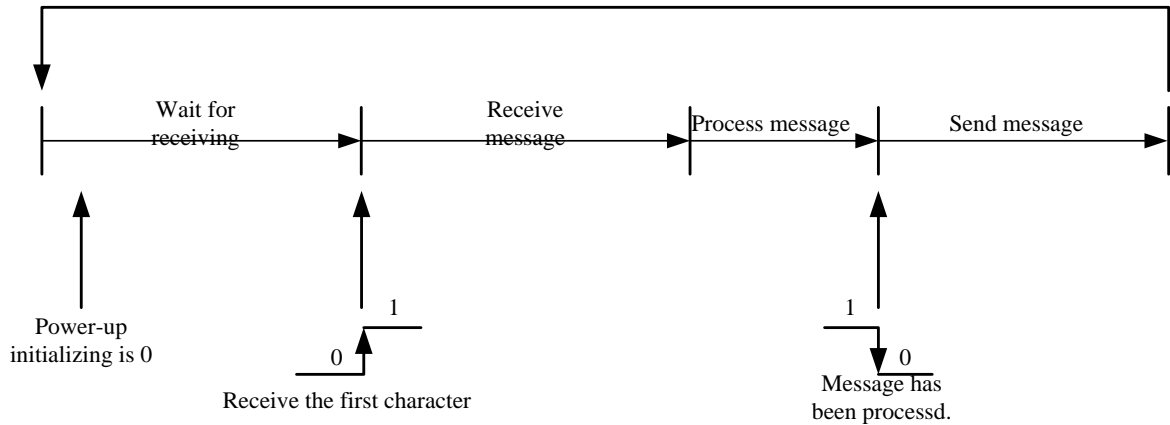 Wait for
receiving
Receive
message
Process message
Send message
Power-up
initializing is 0
0
1
Receive the first character
1
0
Message has
been processd.